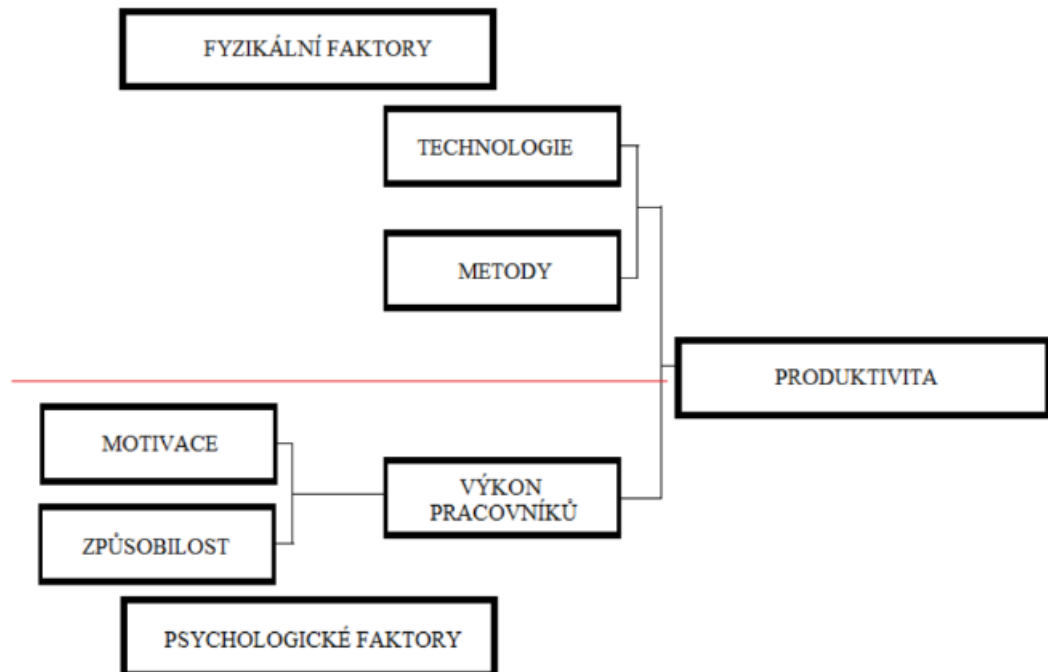 FYZIKÁLNÍ FAKTORY
TECHNOLOGIE
METODY
PRODUKTIVITA
MOTIVACE
VÝKON
PRACOVNÍKŮ
ZPŮSOBILOST
PSYCHOLOGICKÉ FAKTORY